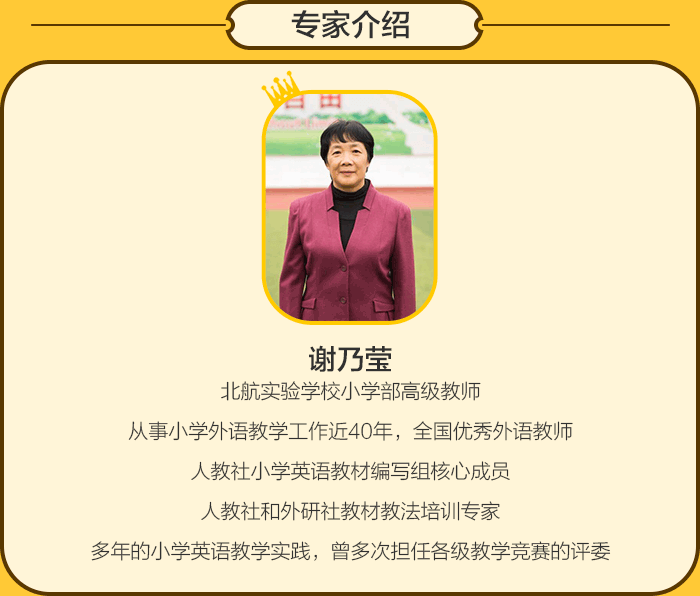 专家介绍
谢乃莹
北航实验学校小学部高级教师
从事小学外语教学工作近40年，全国优秀外语教师
人教社小学英语教材编写组核心成员
人教社和外研社教材教法培训专家
多年的小学英语教学实践，曾多次担任各级教学竞赛的评委